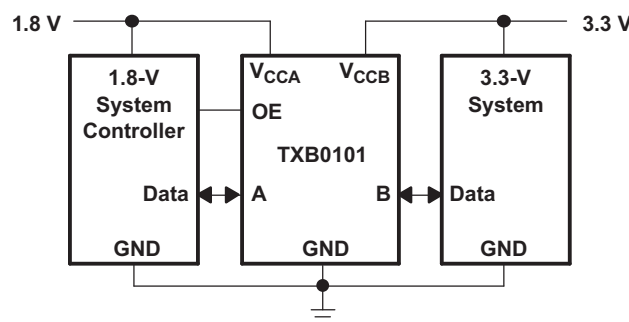 1.8 V
3.3 V
1.8-V
System
Controller
Data
GND
VCCA
VCCB
OE
TXB0101
A
B
GND
3.3-V
System
Data
GND